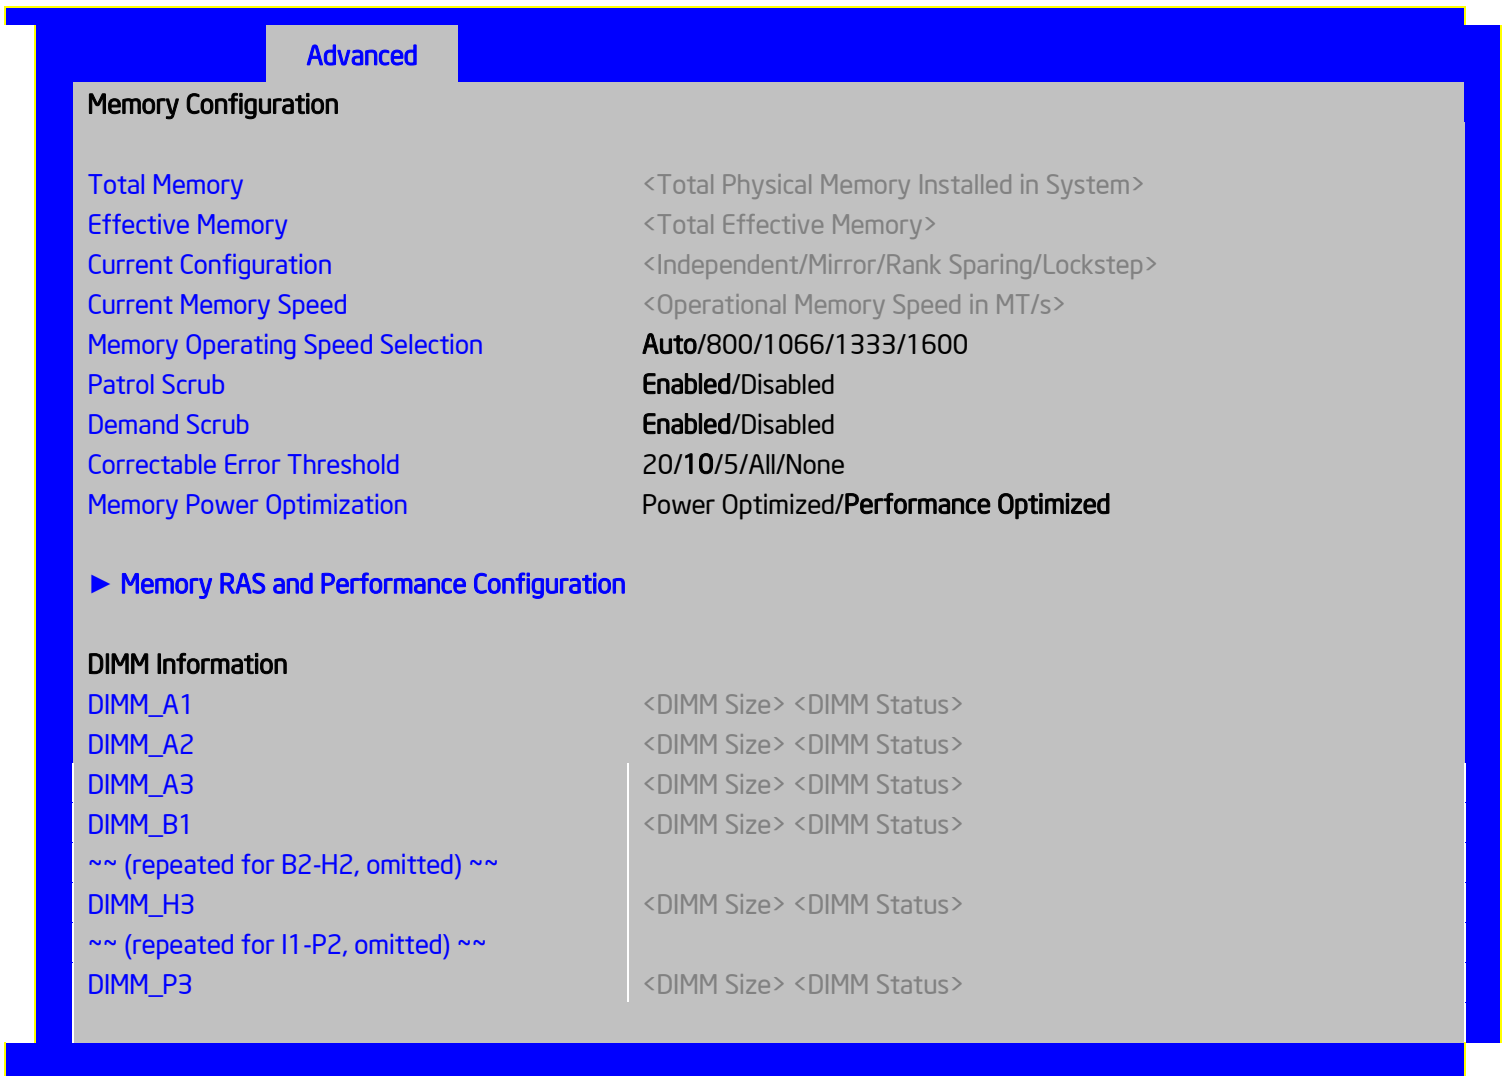 Advanced
Memory Configuration
Total Memory <Total Physical Memory Installed in System>
Effective Memory <Total Effective Memory>
Current Configuration <Independent/Mirror/Rank Sparing/Lockstep>
Current Memory Speed <Operational Memory Speed in MT/s>
Memory Operating Speed Selection Auto/800/1066/1333/1600
Patrol Scrub Enabled/Disabled
Demand Scrub Enabled/Disabled
Correctable Error Threshold 20/10/5/All/None
Memory Power Optimization Power Optimized/Performance Optimized
► Memory RAS and Performance Configuration
DIMM Information
DIMM_A1 <DIMM Size> <DIMM Status>
DIMM_A2 <DIMM Size> <DIMM Status>
DIMM_A3 <DIMM Size> <DIMM Status>
DIMM_B1 <DIMM Size> <DIMM Status>
~~ (repeated for B2-H2, omitted) ~~
DIMM_H3 <DIMM Size> <DIMM Status>
~~ (repeated for I1-P2, omitted) ~~
DIMM_P3 <DIMM Size> <DIMM Status>